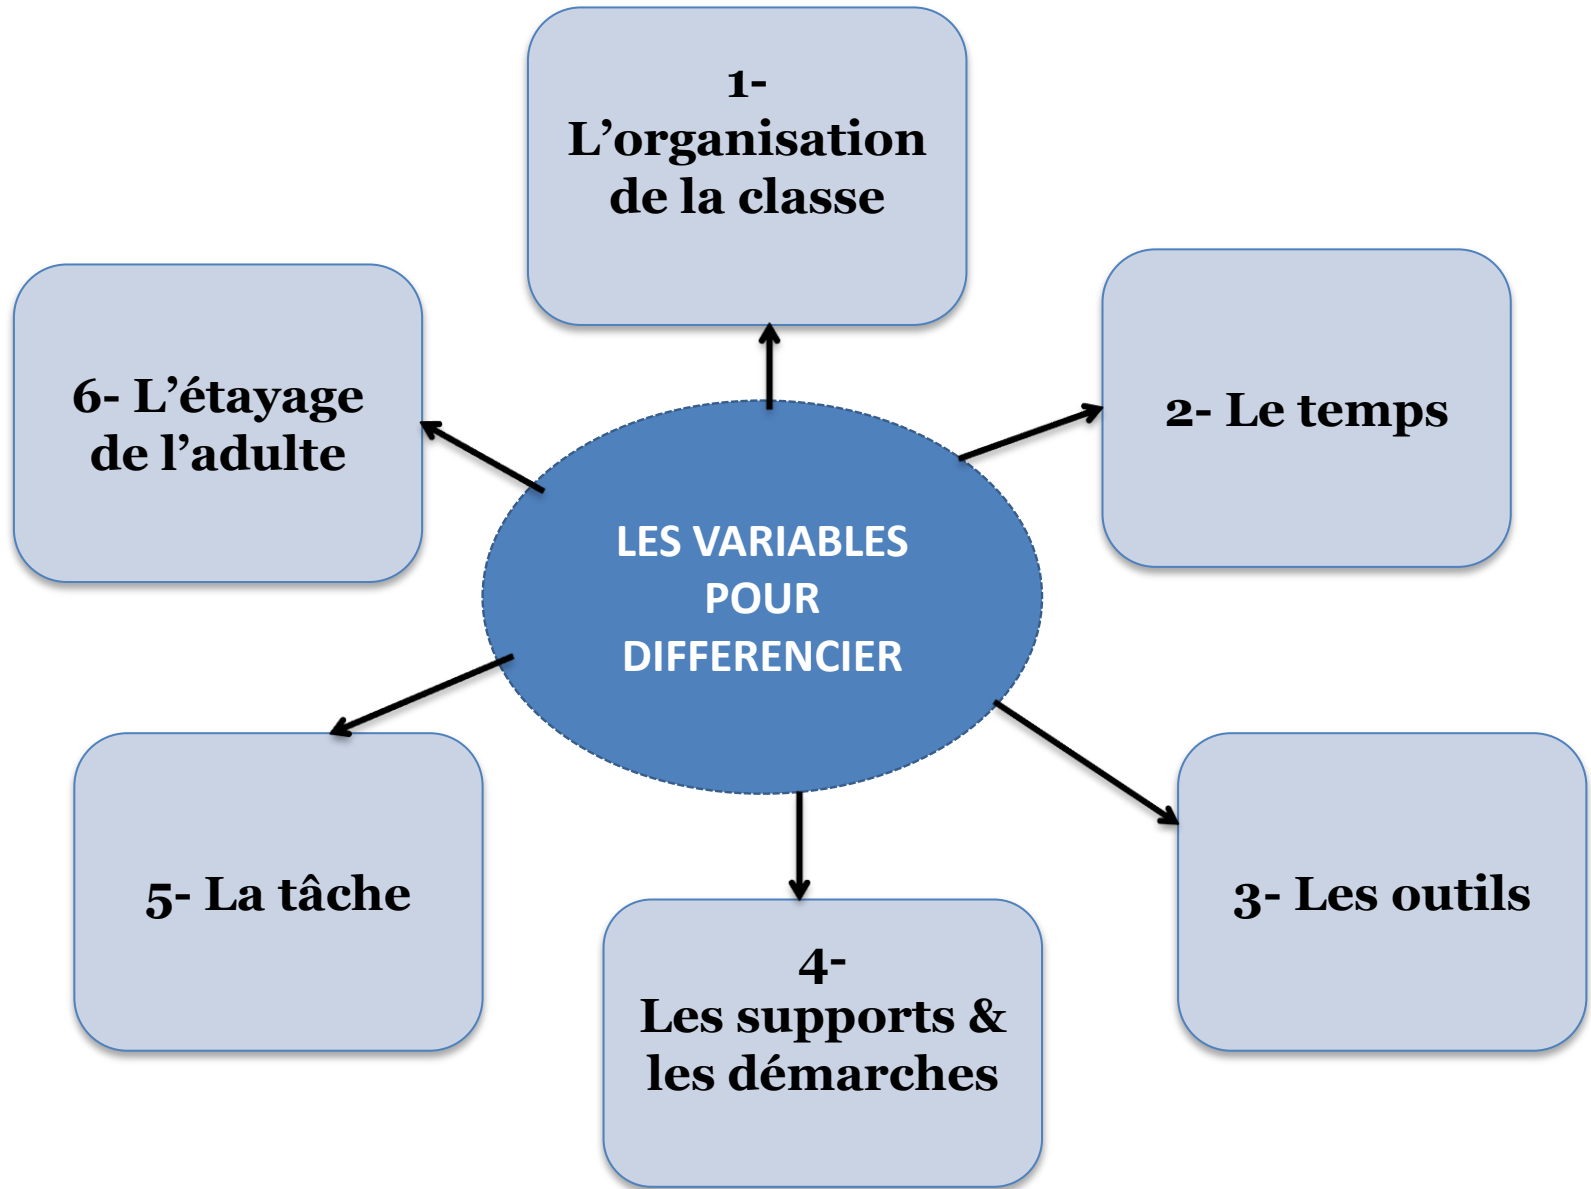 1-
L’organisation
de la classe
2- Le temps
6- L’étayage
de l’adulte
LES VARIABLES
POUR
DIFFERENCIER
5- La tâche
3- Les outils
4-
Les supports &
les démarches